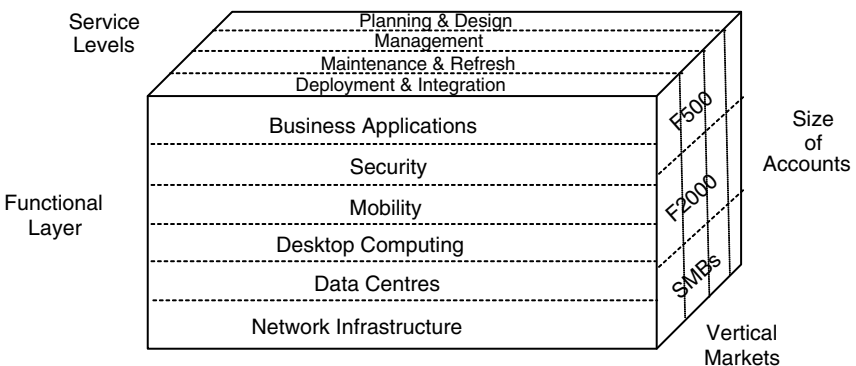 Service
Levels
Planning & Design
Management
Maintenance & Refresh
Deployment & Integration
Functional
Layer
Business Applications
Security
Mobility
Desktop Computing
Data Centres
Network Infrastructure
F500
F2000
SMBs
Size
of
Accounts
Vertical
Markets